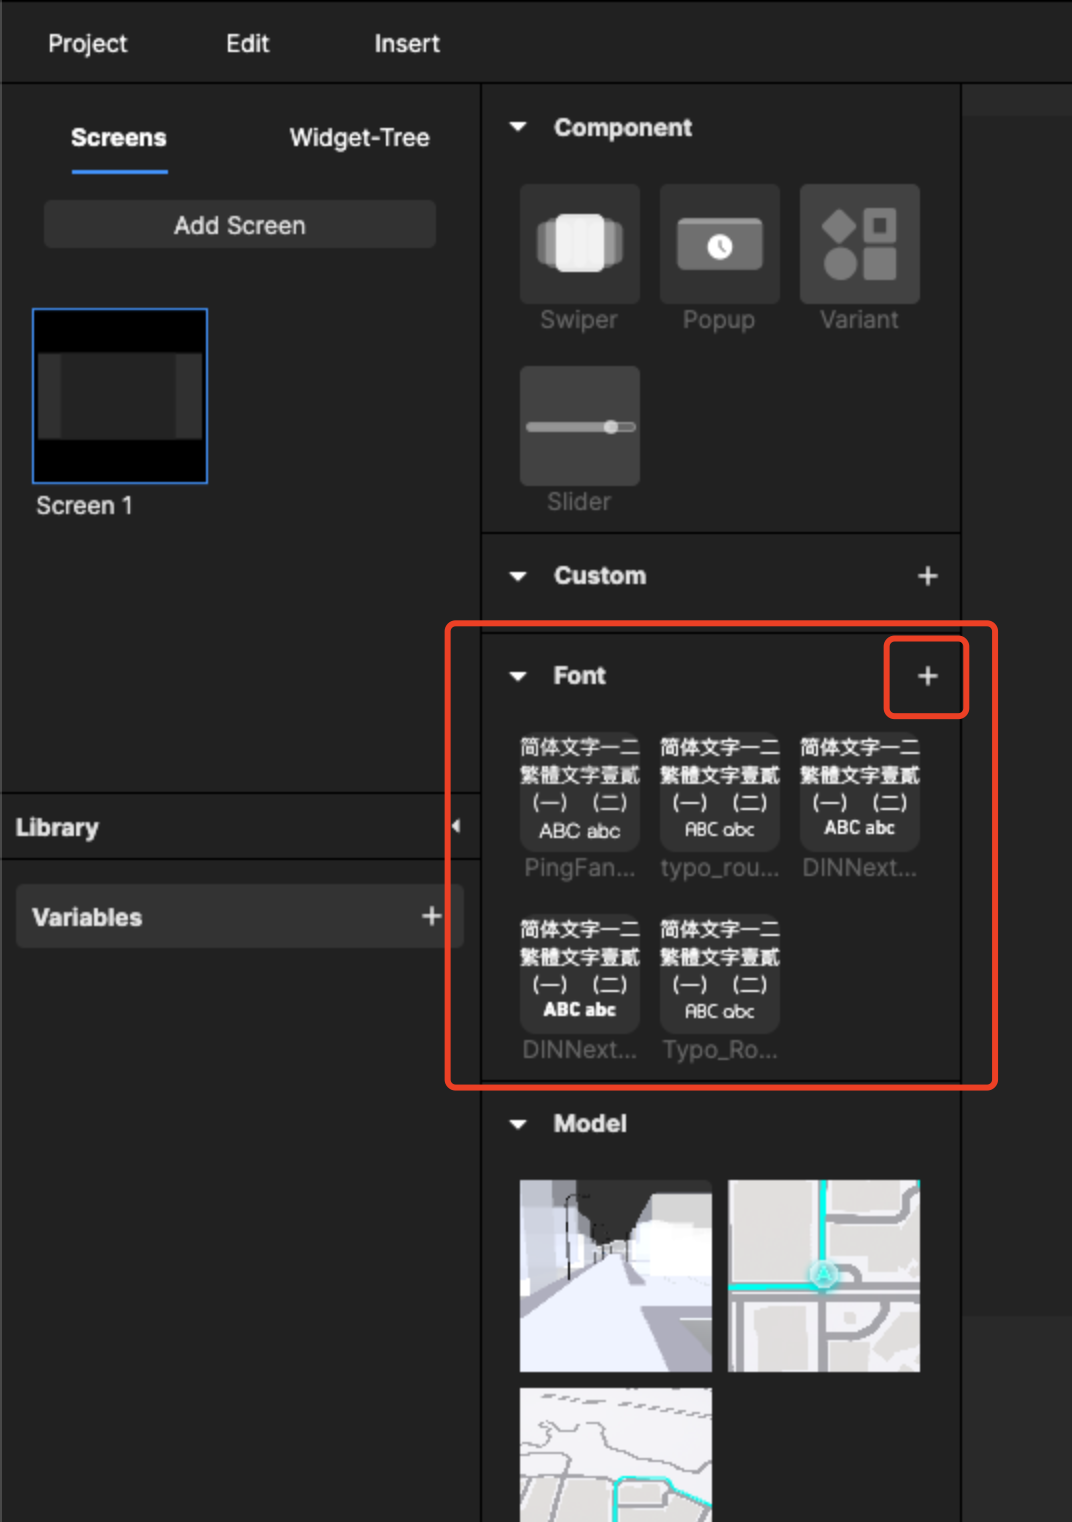 Project Edit Insert
Screens Widget-Tree
Add Screen
Screen 1
Library
Variables +
Component
Swiper Popup Variant
Slider
Custom +
Font +
简体文字一二 简体文字一二 简体文字一二
繁體文字壹貳 繁體文字壹貳 繁體文字壹貳
(一) (二) (一) (二) (一) (二)
ABC abc ABC abc ABC abc
PingFan... typo_rou... DINNext...
简体文字一二 简体文字一二
繁體文字壹貳 繁體文字壹貳
(一) (二) (一) (二)
ABC abc ABC abc
DINNext... Typo_Ro...
Model